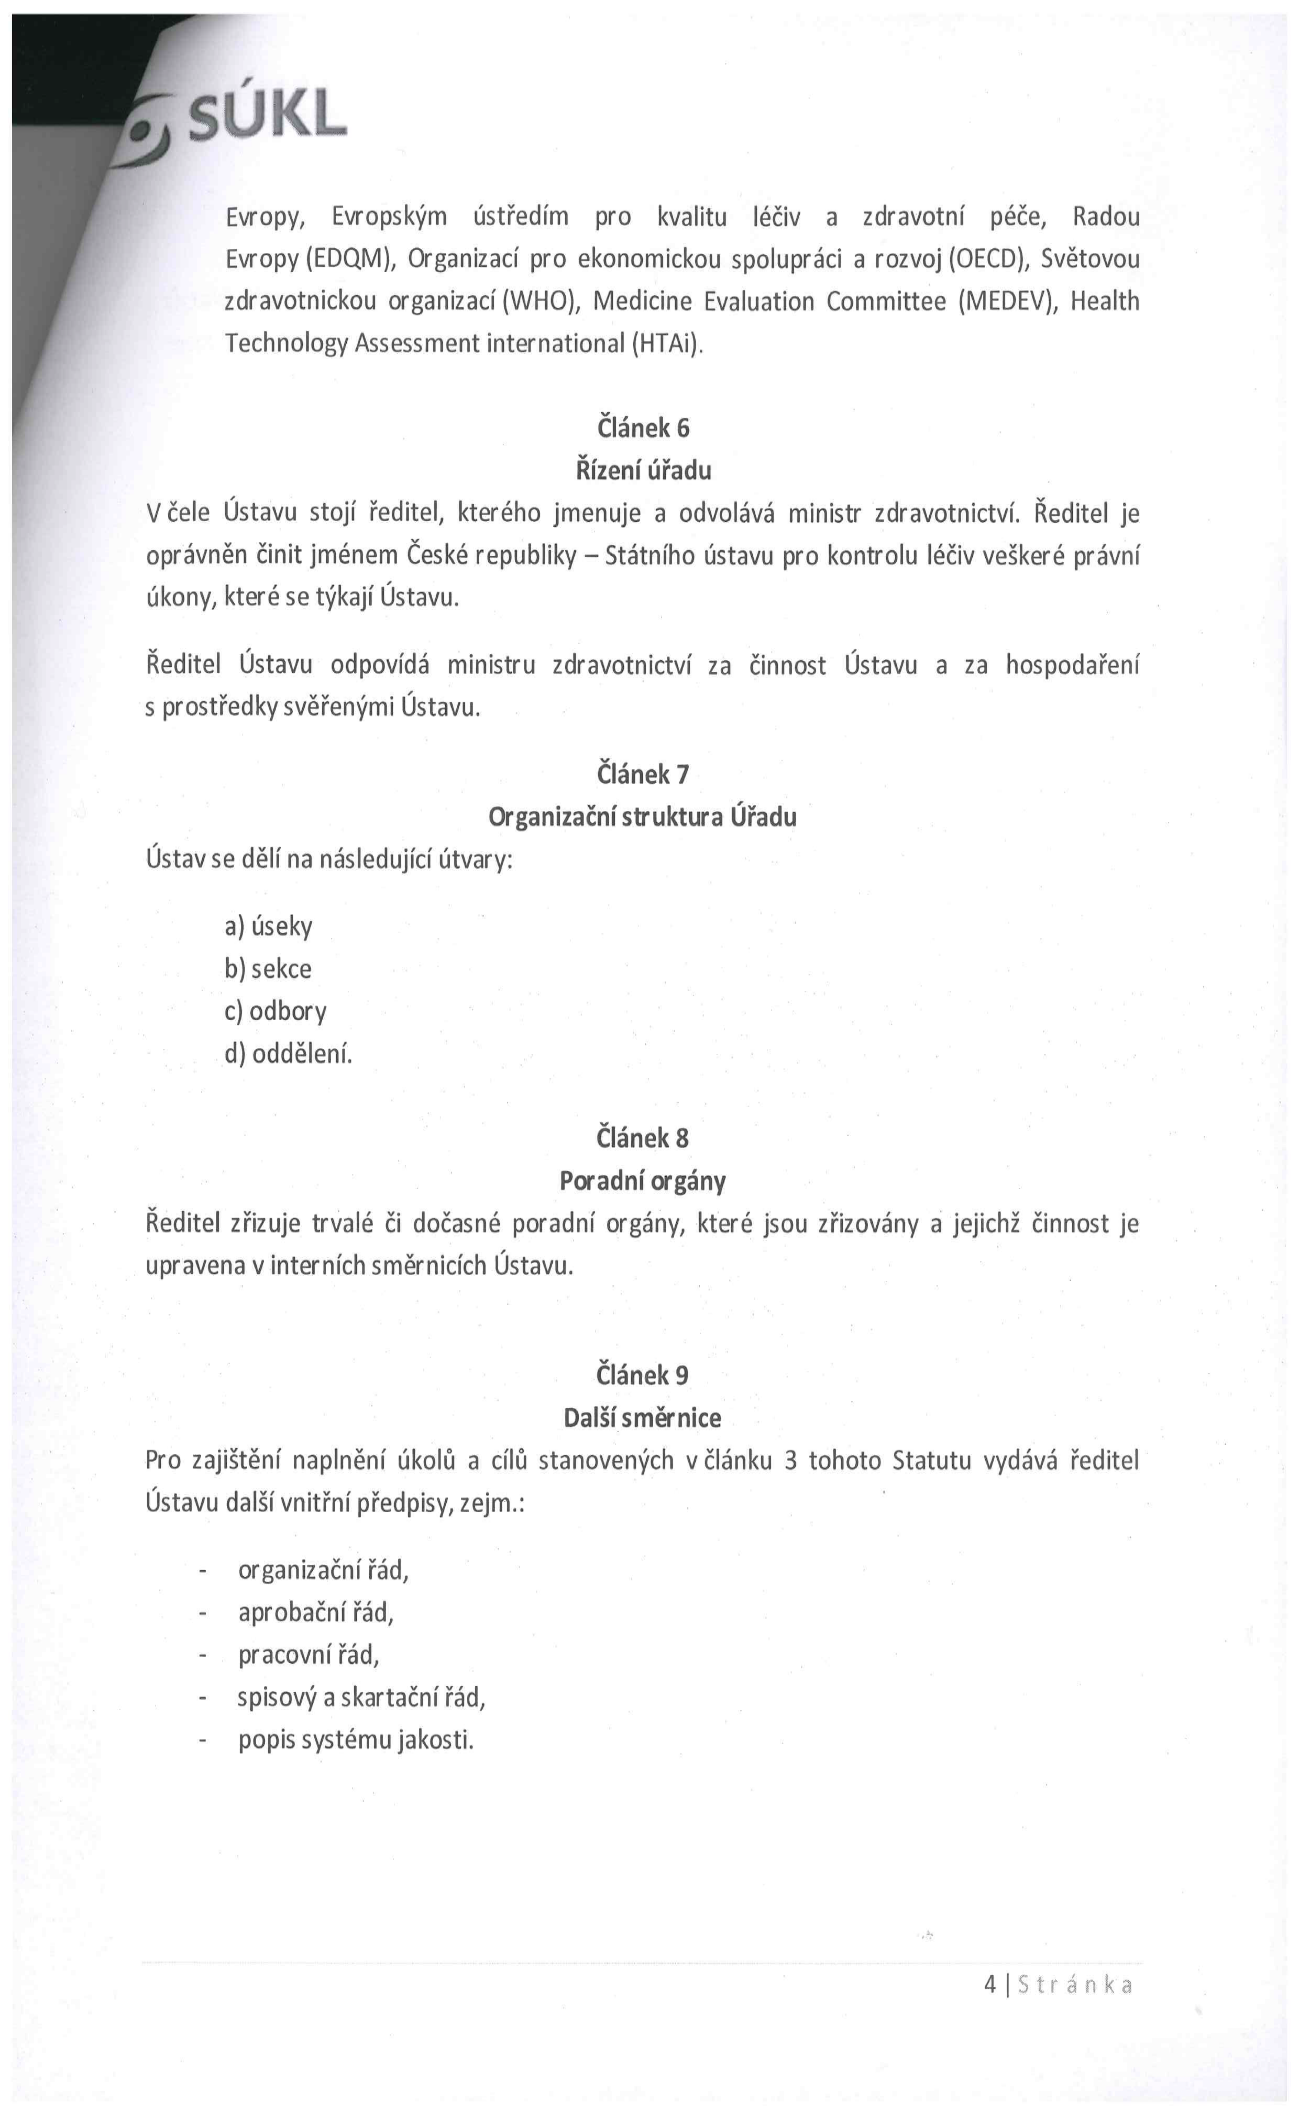 SÚKL
Evropy, Evropským ústředím pro kvalitu léčiv a zdravotní péče, Radou
Evropy (EDQM), Organizací pro ekonomickou spolupráci a rozvoj (OECD), Světovou
zdravotnickou organizací (WHO), Medicine Evaluation Committee (MEDEV), Health
Technology Assessment international (HTAi).
Článek 6
Řízení úřadu
V čele Ústavu stojí ředitel, kterého jmenuje a odvolává ministr zdravotnictví. Ředitel je
oprávněn činit jménem České republiky – Státního ústavu pro kontrolu léčiv veškeré právní
úkony, které se týkají Ústavu.
Ředitel Ústavu odpovídá ministru zdravotnictví za činnost Ústavu a za hospodaření
s prostředky svěřenými Ústavu.
Článek 7
Organizační struktura Úřadu
Ústav se dělí na následující útvary:
a) úseky
b) sekce
c) odbory
d) oddělení.
Článek 8
Poradní orgány
Ředitel zřizuje trvalé či dočasné poradní orgány, které jsou zřizovány a jejichž činnost je
upravena v interních směrnicích Ústavu.
Článek 9
Další směrnice
Pro zajištění naplnění úkolů a cílů stanovených v článku 3 tohoto Statutu vydává ředitel
Ústavu další vnitřní předpisy, zejm.:
- organizační řád,
- aprobační řád,
- pracovní řád,
- spisový a skartační řád,
- popis systému jakosti.
4 | Stránka